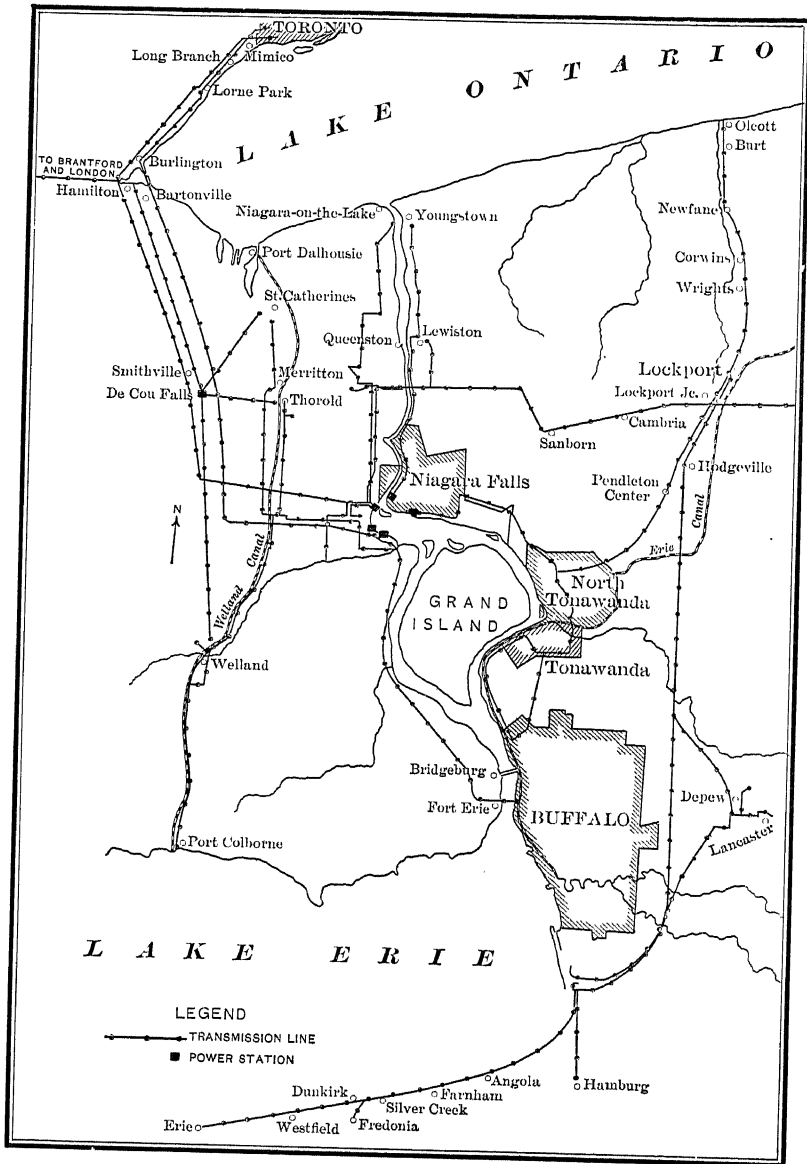 TORONTO
Long Branch
Mimico
Lorne Park
LAKE ONTARIO
Olcott
Burt
TO BRANTFORD
AND LONDON
Burlington
Hamilton
Bartonville
Niagara-on-the-Lake
Youngstown
Newfane
Port Dalhousie
Corwins
Wrights
St. Catherines
Queenston
Lewiston
Smithville
Merritton
Lockport
De Cou Falls
Thorold
Lockport Jc.
Cambria
Sanborn
Niagara Falls
Hodgeville
Pendleton
Center
N
Canal
Erie
Welland Canal
GRAND
ISLAND
North
Tonawanda
Welland
Tonawanda
Bridgeburg
Fort Erie
BUFFALO
Depew
Lancaster
Port Colborne
LAKE ERIE
LEGEND
TRANSMISSION LINE
POWER STATION
Hamburg
Angola
Farnham
Dunkirk
Silver Creek
Erie
Westfield
Fredonia